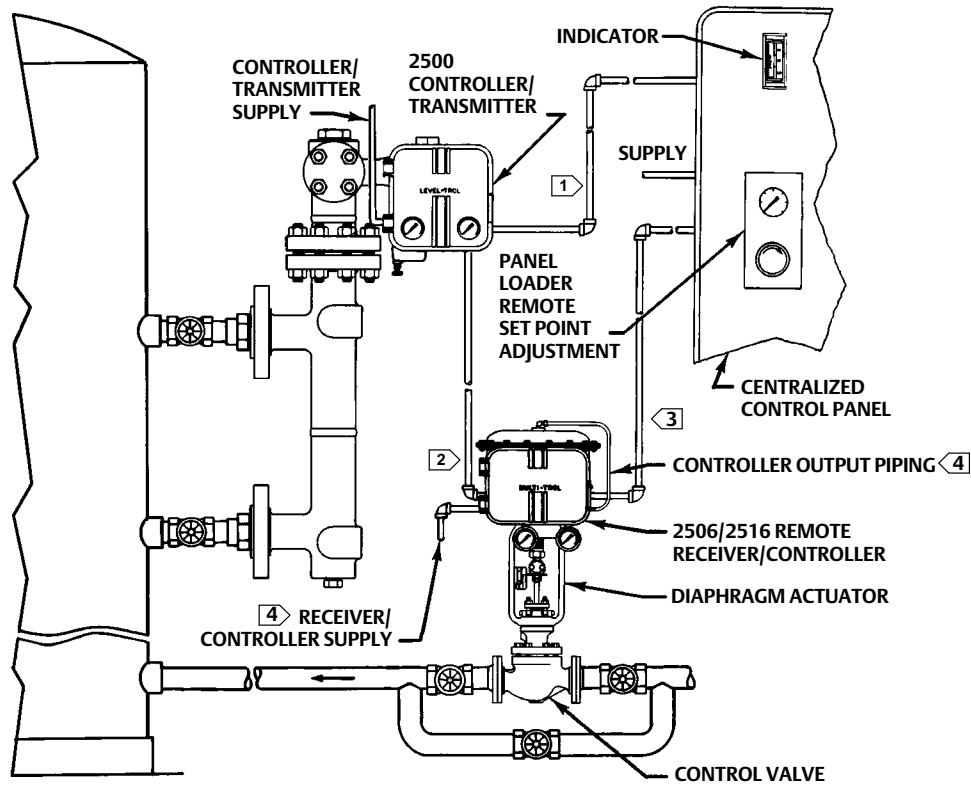 INDICATOR
CONTROLLER/
TRANSMITTER
SUPPLY
2500
CONTROLLER/
TRANSMITTER
SUPPLY
1
LEVEL-TROL
PANEL
LOADER
REMOTE
SET POINT
ADJUSTMENT
CENTRALIZED
CONTROL PANEL
3
2
CONTROLLER OUTPUT PIPING 4
MULTI-TROL
2506/2516 REMOTE
RECEIVER/CONTROLLER
DIAPHRAGM ACTUATOR
4 RECEIVER/
CONTROLLER SUPPLY
CONTROL VALVE